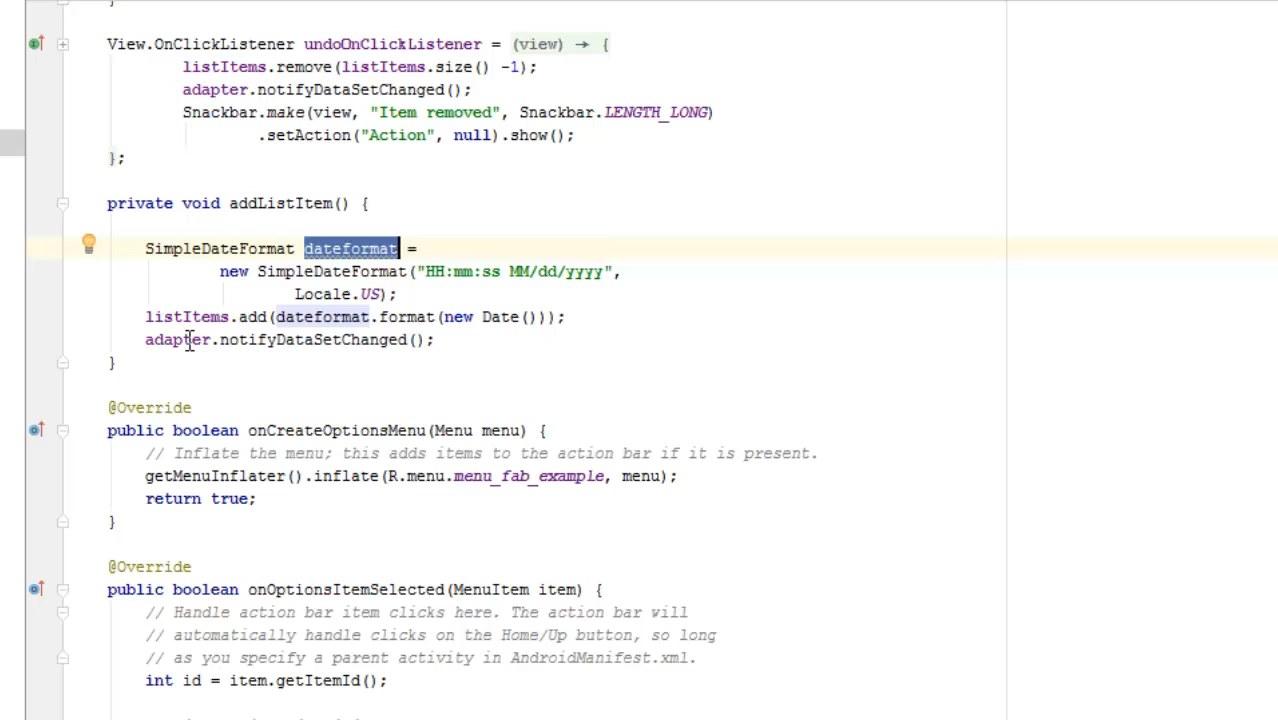 }
View.OnClickListener undoOnClickListener = (view) → {
listItems.remove(listItems.size() -1);
adapter.notifyDataSetChanged();
Snackbar.make(view, "Item removed", Snackbar.LENGTH_LONG)
.setAction("Action", null).show();
};
private void addListItem() {
SimpleDateFormat dateformat =
new SimpleDateFormat("HH:mm:ss MM/dd/yyyy",
Locale.US);
listItems.add(dateformat.format(new Date()));
adapter.notifyDataSetChanged();
}
@Override
public boolean onCreateOptionsMenu(Menu menu) {
// Inflate the menu; this adds items to the action bar if it is present.
getMenuInflater().inflate(R.menu.menu_fab_example, menu);
return true;
}
@Override
public boolean onOptionsItemSelected(MenuItem item) {
// Handle action bar item clicks here. The action bar will
// automatically handle clicks on the Home/Up button, so long
// as you specify a parent activity in AndroidManifest.xml.
int id = item.getItemId();